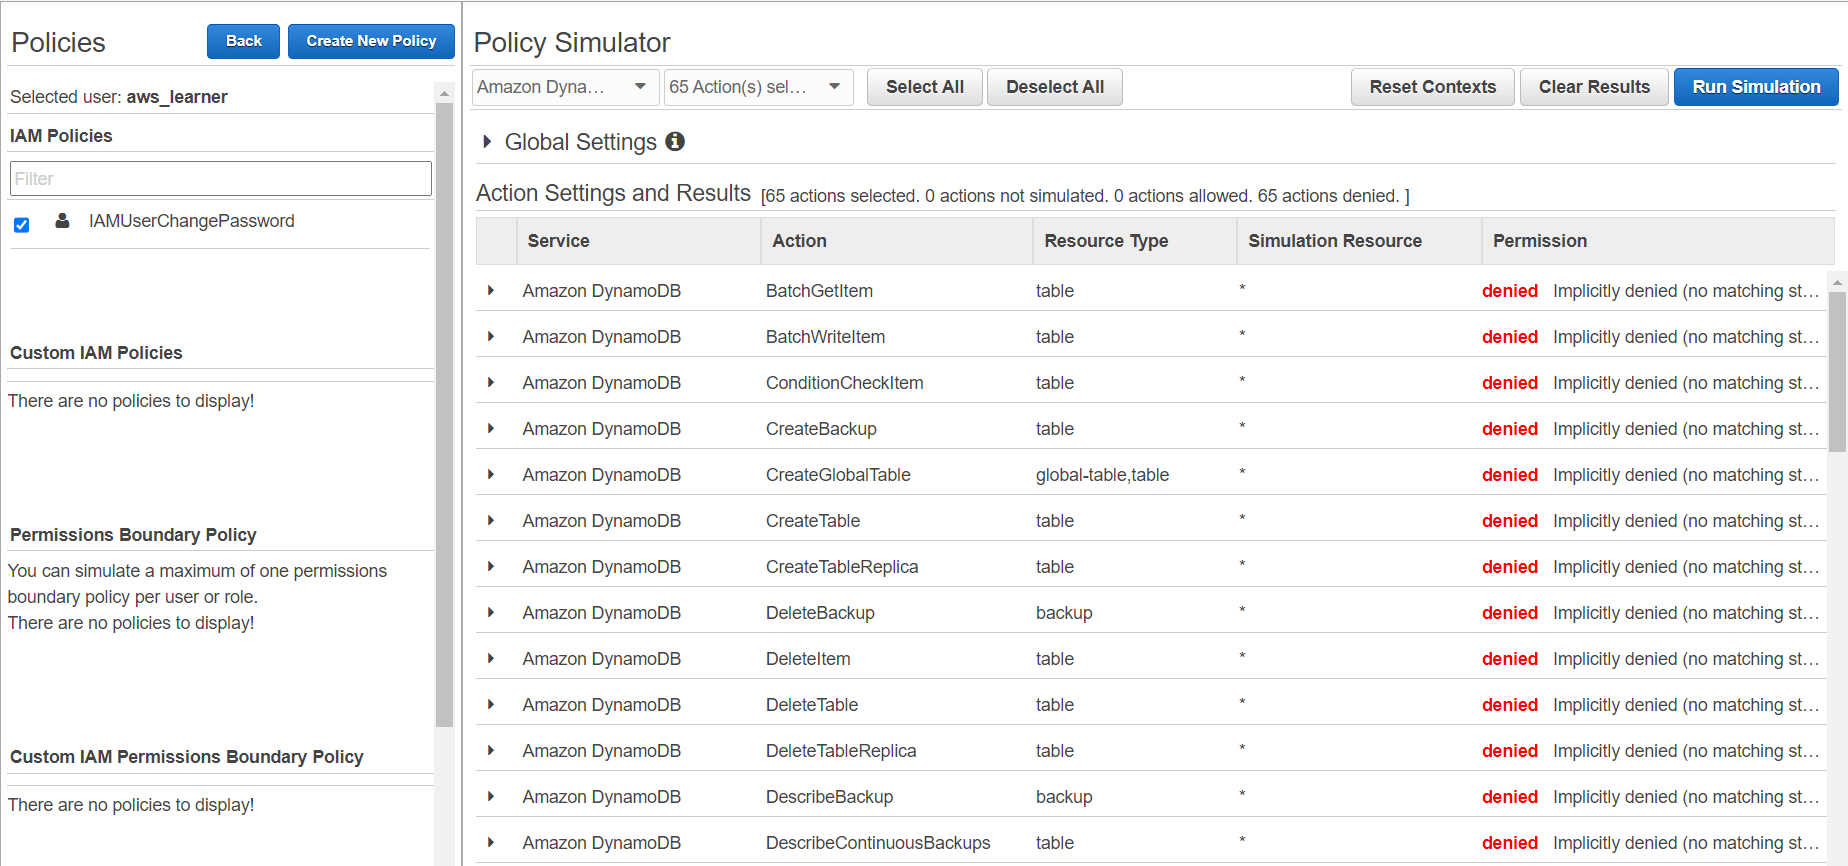 Policies
Back
Create New Policy
Selected user: aws_learner
IAM Policies
Filter
IAMUserChangePassword
Custom IAM Policies
There are no policies to display!
Permissions Boundary Policy
You can simulate a maximum of one permissions
boundary policy per user or role.
There are no policies to display!
Custom IAM Permissions Boundary Policy
There are no policies to display!
Policy Simulator
Amazon Dyna...
65 Action(s) sel...
Select All
Deselect All
Reset Contexts
Clear Results
Run Simulation
Global Settings
Action Settings and Results [65 actions selected. 0 actions not simulated. 0 actions allowed. 65 actions denied. ]
Service Action Resource Type Simulation Resource Permission
Amazon DynamoDB BatchGetItem table * denied Implicitly denied (no matching st...
Amazon DynamoDB BatchWriteItem table * denied Implicitly denied (no matching st...
Amazon DynamoDB ConditionCheckItem table * denied Implicitly denied (no matching st...
Amazon DynamoDB CreateBackup table * denied Implicitly denied (no matching st...
Amazon DynamoDB CreateGlobalTable global-table,table * denied Implicitly denied (no matching st...
Amazon DynamoDB CreateTable table * denied Implicitly denied (no matching st...
Amazon DynamoDB CreateTableReplica table * denied Implicitly denied (no matching st...
Amazon DynamoDB DeleteBackup backup * denied Implicitly denied (no matching st...
Amazon DynamoDB DeleteItem table * denied Implicitly denied (no matching st...
Amazon DynamoDB DeleteTable table * denied Implicitly denied (no matching st...
Amazon DynamoDB DeleteTableReplica table * denied Implicitly denied (no matching st...
Amazon DynamoDB DescribeBackup backup * denied Implicitly denied (no matching st...
Amazon DynamoDB DescribeContinuousBackups table * denied Implicitly denied (no matching st...